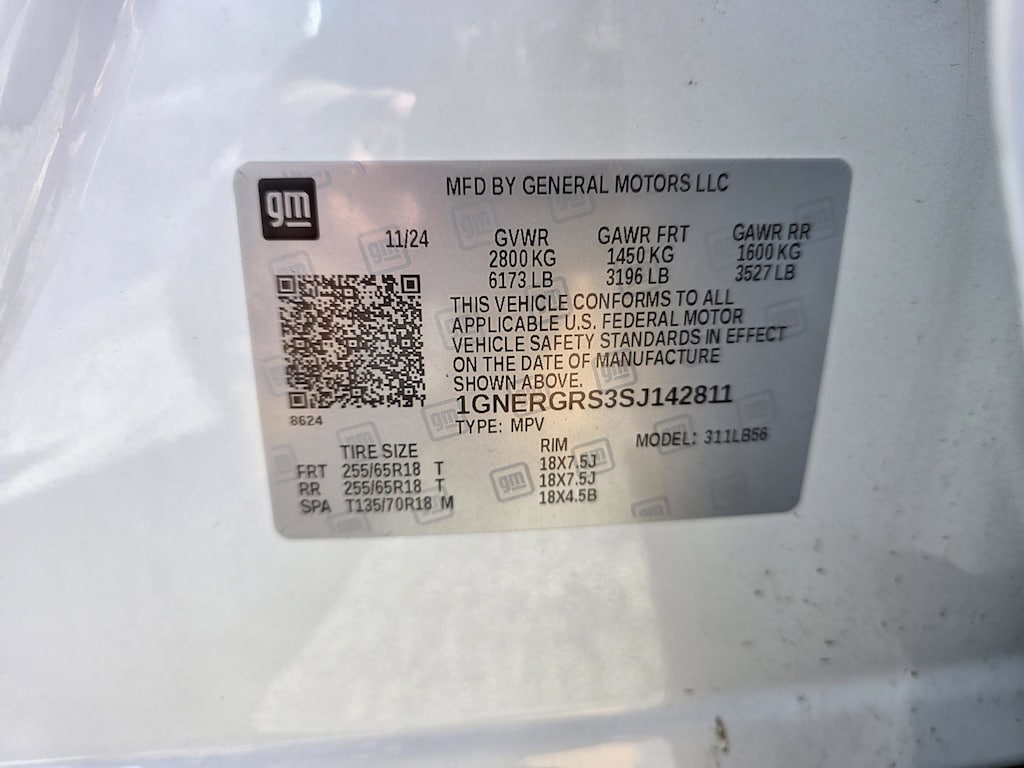 gm
MFD BY GENERAL MOTORS LLC
11/24
GVWR GAWR FRT GAWR RR
2800 KG 1450 KG 1600 KG
6173 LB 3196 LB 3527 LB
THIS VEHICLE CONFORMS TO ALL
APPLICABLE U.S. FEDERAL MOTOR
VEHICLE SAFETY STANDARDS IN EFFECT
ON THE DATE OF MANUFACTURE
SHOWN ABOVE.
1GNERGRS3SJ142811
8624
TYPE: MPV MODEL: 311LB56
TIRE SIZE RIM
FRT 255/65R18 T 18X7.5J
RR 255/65R18 T 18X7.5J
SPA T135/70R18 M 18X4.5B